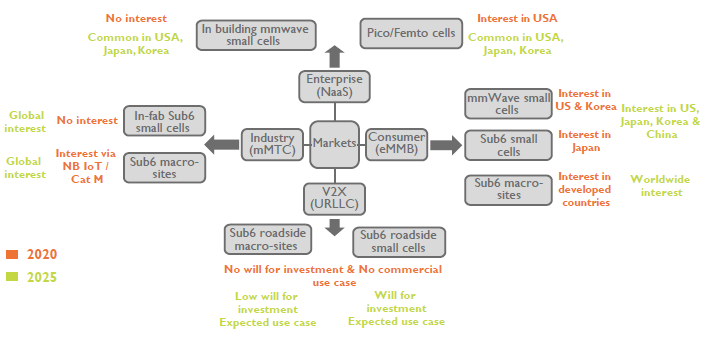 No interest
Common in USA,
Japan, Korea
In building mmwave
small cells
Pico/Femto cells
Interest in USA
Common in USA,
Japan, Korea
Enterprise
(NaaS)
Global
interest
No interest
In-fab Sub6
small cells
Global
interest
Interest via
NB IoT /
Cat M
Sub6 macro-
sites
Industry
(mMTC)
Markets
Consumer
(eMMB)
mmWave small
cells
Interest in
US & Korea
Interest in US,
Japan, Korea &
China
Sub6 small
cells
Interest in
Japan
Sub6 macro-
sites
Interest in
developed
countries
Worldwide
interest
V2X
(URLLC)
Sub6 roadside
macro-sites
Sub6 roadside
small cells
No will for investment & No commercial
use case
Low will for
investment
Expected use case
Will for
investment
Expected use case
2020
2025